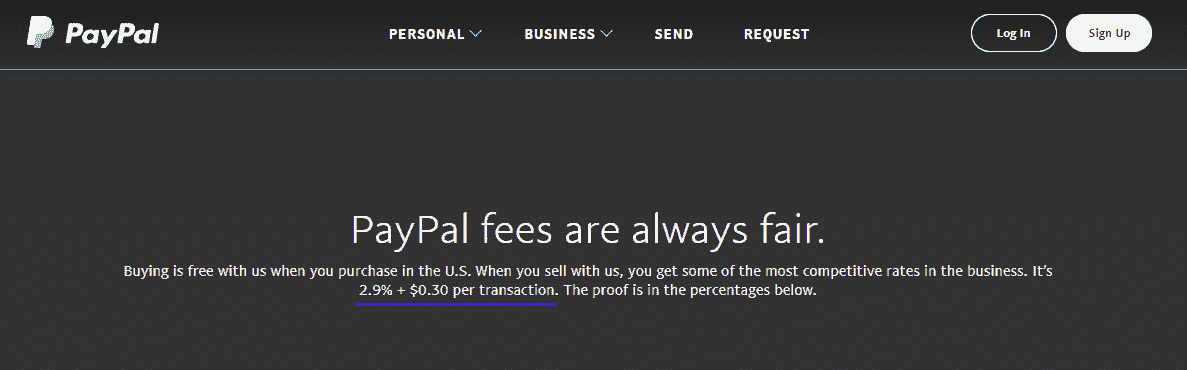 PayPal
PERSONAL
BUSINESS
SEND
REQUEST
Log In
Sign Up
PayPal fees are always fair.
Buying is free with us when you purchase in the U.S. When you sell with us, you get some of the most competitive rates in the business. It's
2.9% + $0.30 per transaction. The proof is in the percentages below.